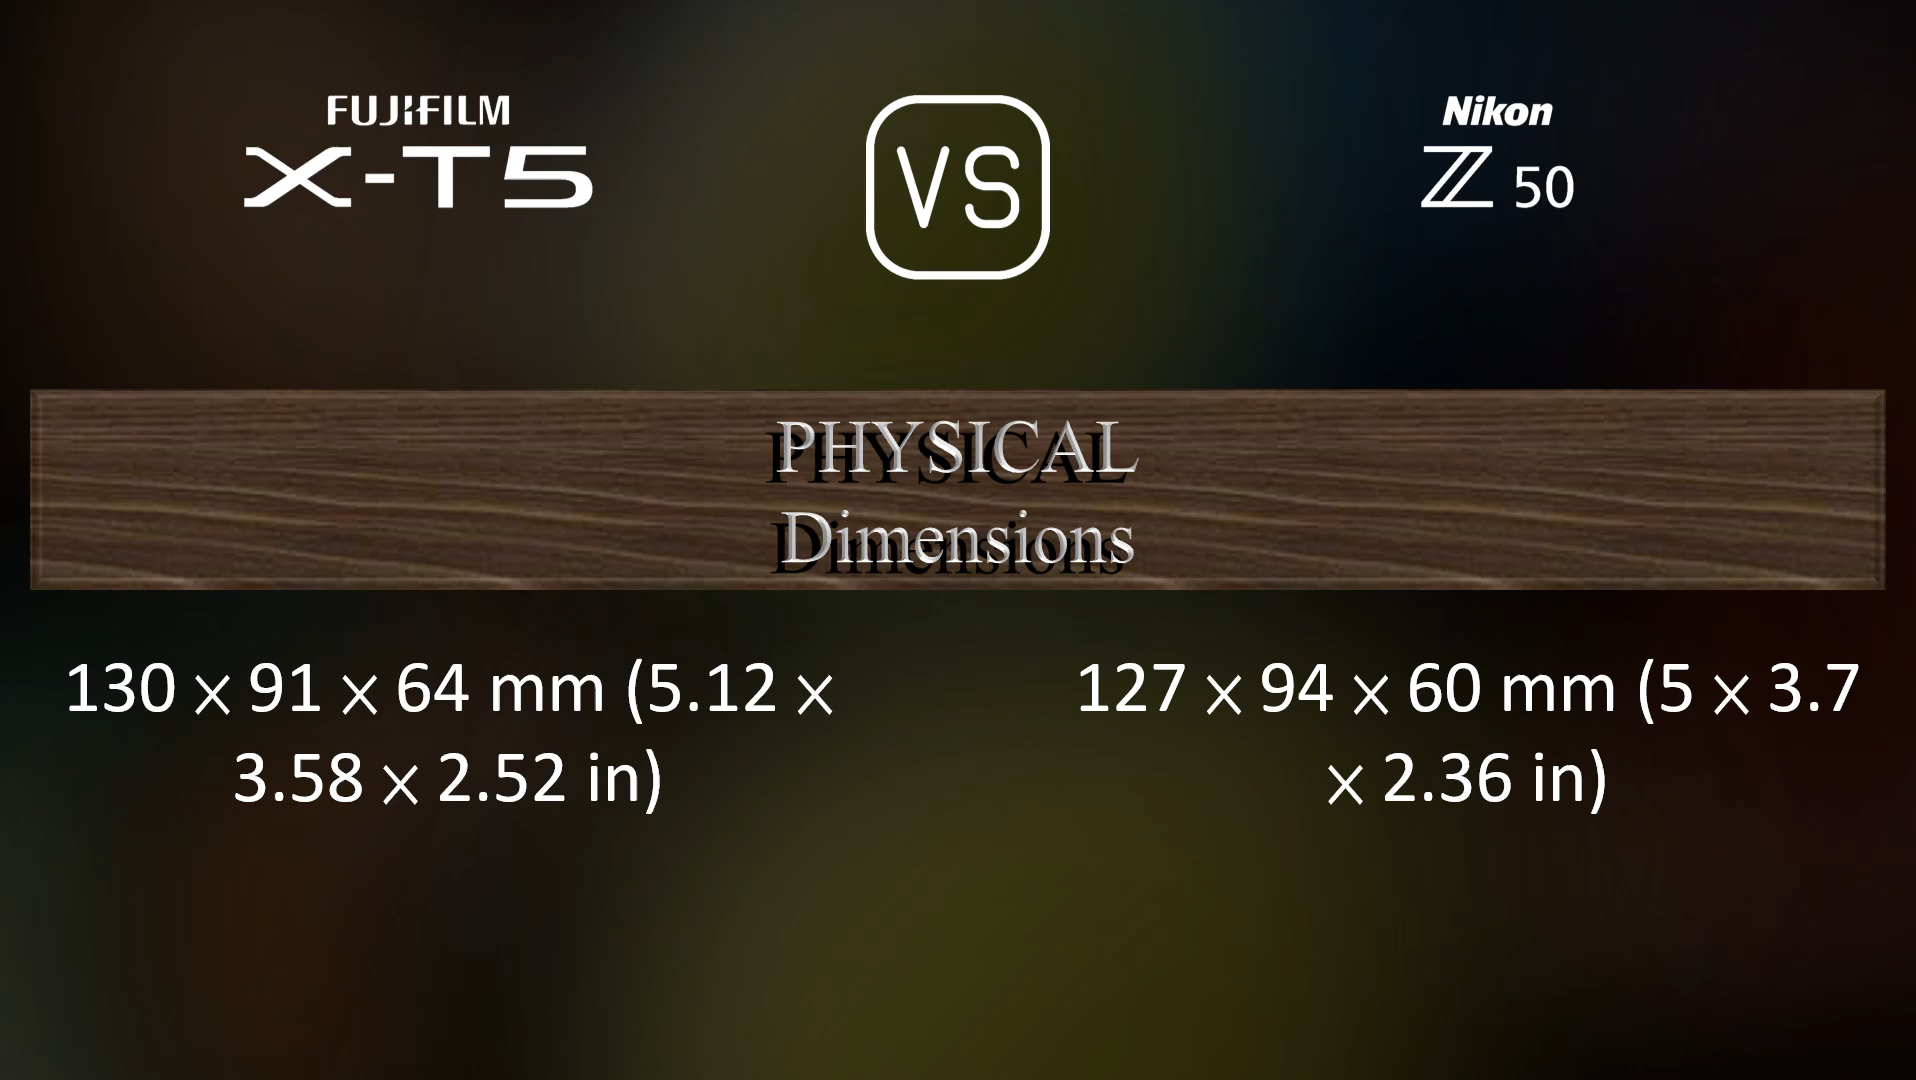 FUJIFILM
X-T5
VS
Nikon
Z 50
PHYSICAL
Dimensions
130 x 91 x 64 mm (5.12 x
3.58 x 2.52 in)
127 x 94 x 60 mm (5 x 3.7
x 2.36 in)